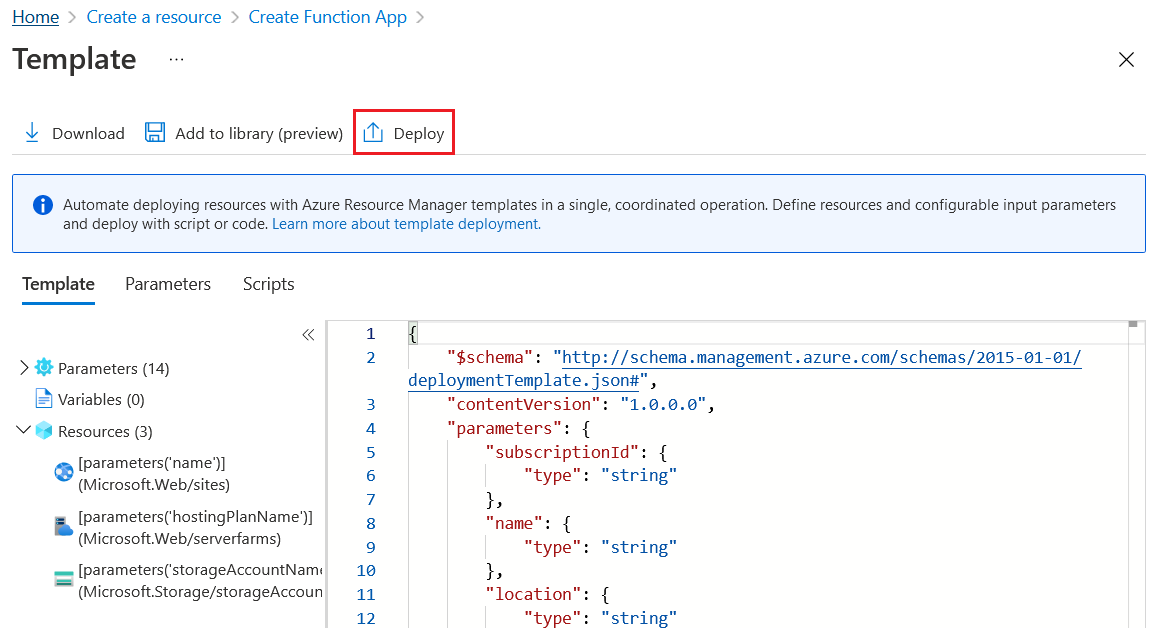 Home > Create a resource > Create Function App >
Template ...
Download Add to library (preview) Deploy
Automate deploying resources with Azure Resource Manager templates in a single, coordinated operation. Define resources and configurable input parameters
and deploy with script or code. Learn more about template deployment.
Template Parameters Scripts
Parameters (14)
Variables (0)
Resources (3)
[parameters('name')]
(Microsoft.Web/sites)
[parameters('hostingPlanName')]
(Microsoft.Web/serverfarms)
[parameters('storageAccountName
(Microsoft.Storage/storageAccoun
1 {
2 "$schema": "http://schema.management.azure.com/schemas/2015-01-01/
deploymentTemplate.json#",
3 "contentVersion": "1.0.0.0",
4 "parameters": {
5 "subscriptionId": {
6 "type": "string"
7 },
8 "name": {
9 "type": "string"
10 },
11 "location": {
12 "type": "string"